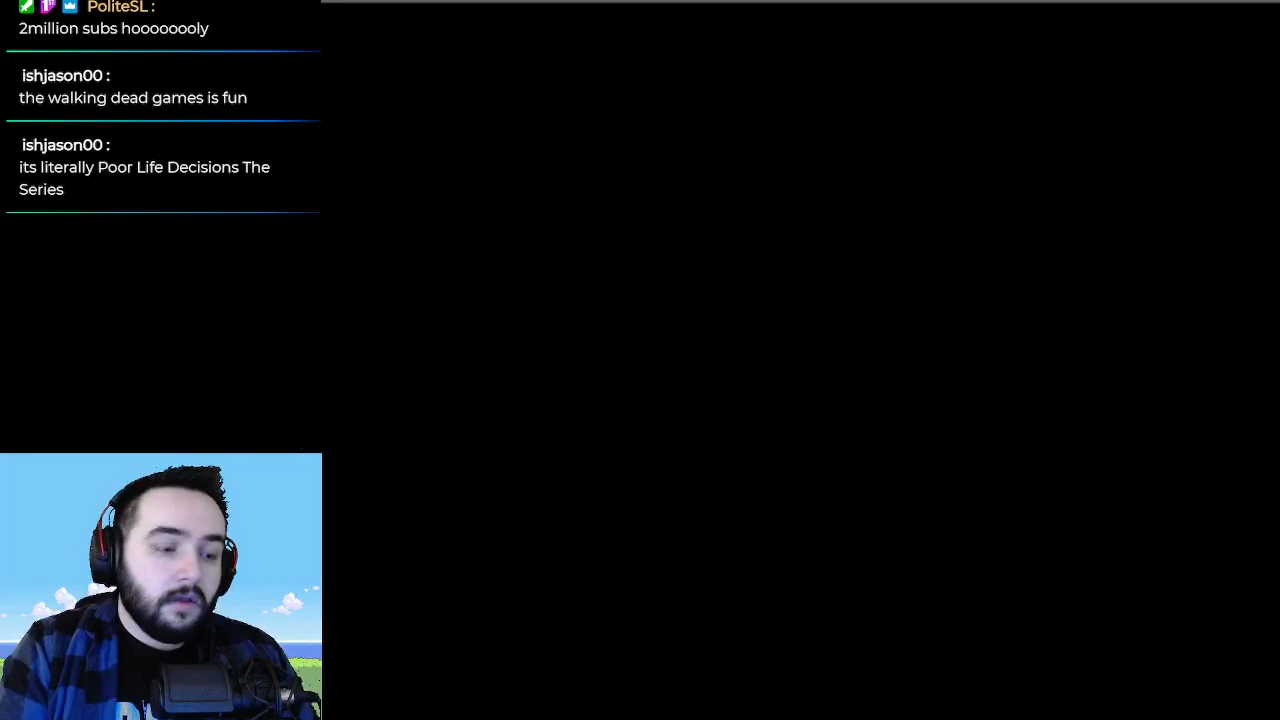 PoliteSL :
2million subs hoooooooly
ishjason00 :
the walking dead games is fun
ishjason00 :
its literally Poor Life Decisions The
Series